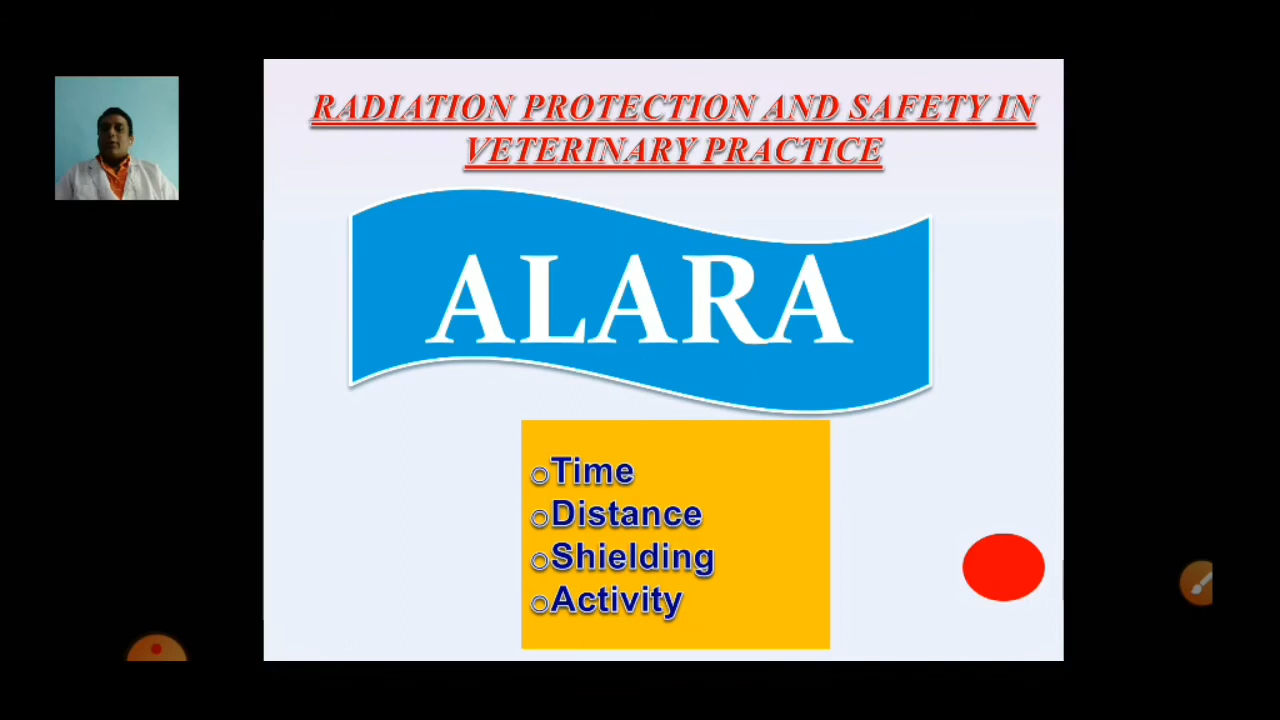 RADIATION PROTECTION AND SAFETY IN
VETERINARY PRACTICE
ALARA
Time
Distance
Shielding
Activity